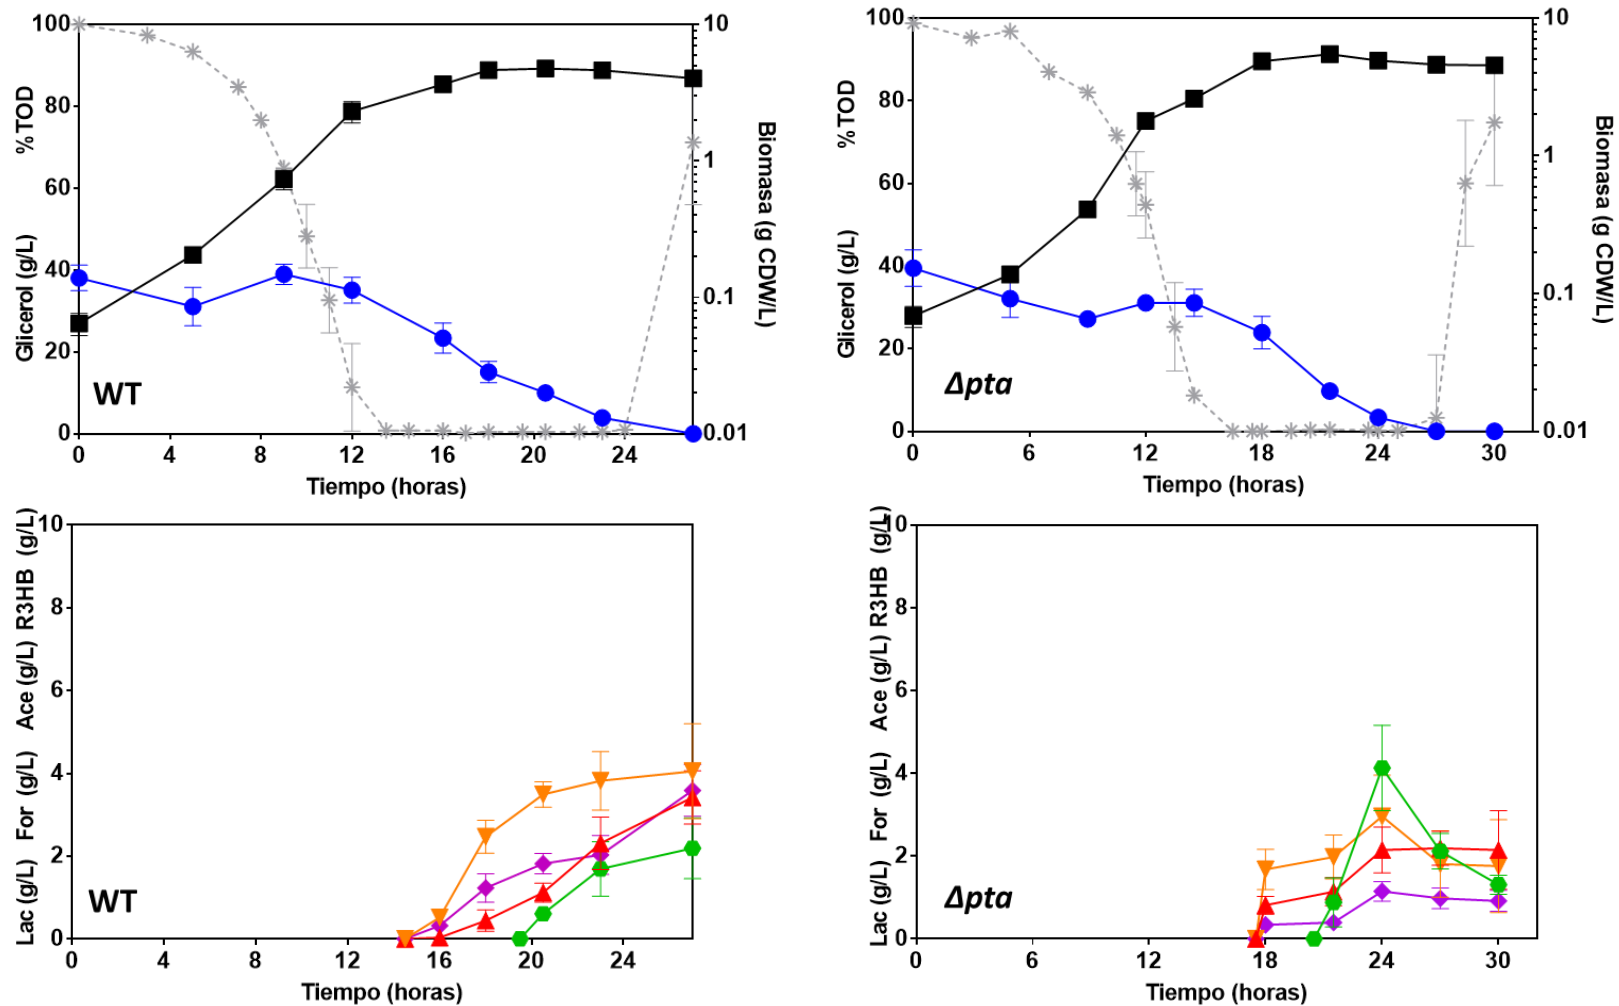 100
80
60
40
20
0
% TOD
Glicerol (g/L)
10
1
0.1
0.01
Biomasa (g CDW/L)
WT
0 4 8 12 16 20 24
Tiempo (horas)
100
80
60
40
20
0
% TOD
Glicerol (g/L)
10
1
0.1
0.01
Biomasa (g CDW/L)
Δpta
0 6 12 18 24 30
Tiempo (horas)
10
8
6
4
2
0
Lac (g/L) For (g/L) Ace (g/L) R3HB (g/L)
WT
0 4 8 12 16 20 24
Tiempo (horas)
10
8
6
4
2
0
Lac (g/L) For (g/L) Ace (g/L) R3HB (g/L)
Δpta
0 6 12 18 24 30
Tiempo (horas)